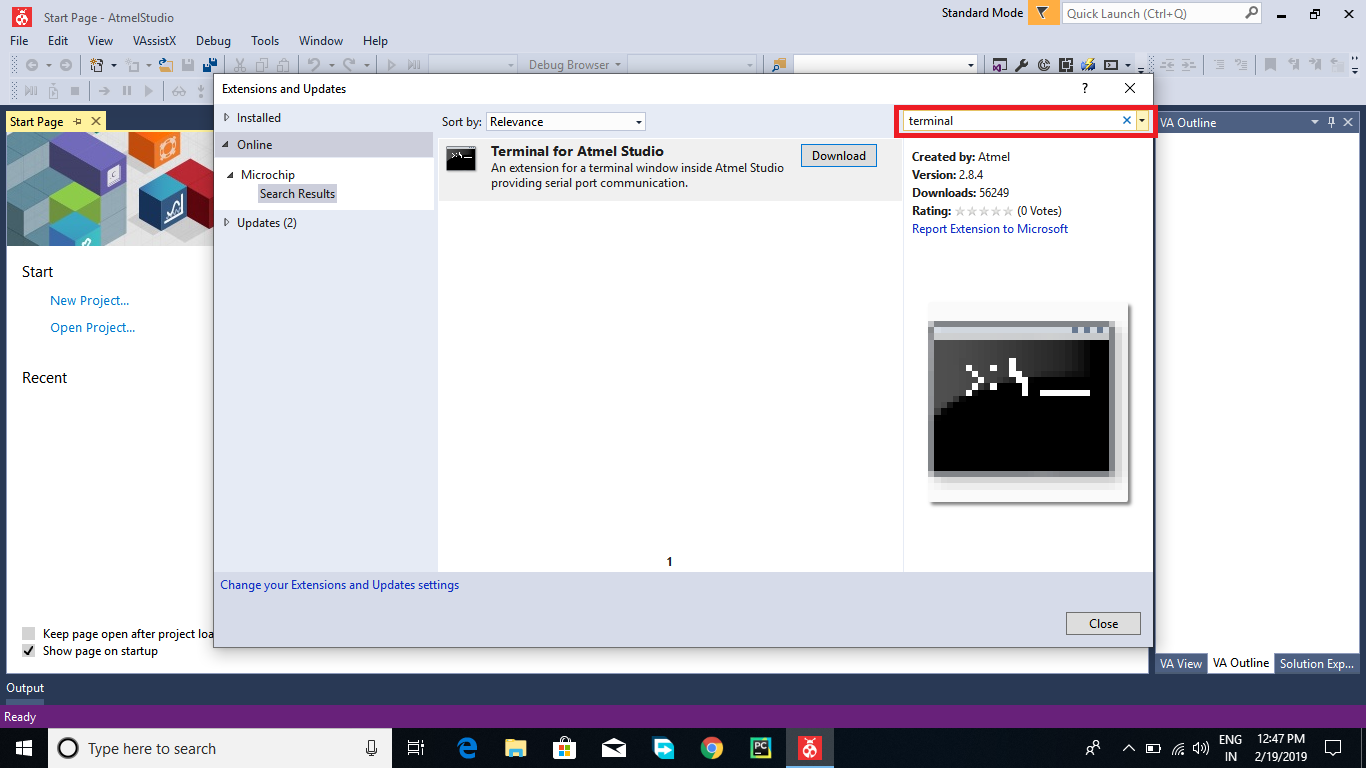 Start Page - AtmelStudio
Standard Mode
Quick Launch (Ctrl+Q)
File Edit View VAssistX Debug Tools Window Help
Debug Browser
Extensions and Updates
?
Start Page
Installed
Online
Microchip
Search Results
Updates (2)
Sort by: Relevance
Terminal for Atmel Studio
An extension for a terminal window inside Atmel Studio
providing serial port communication.
Download
terminal
Created by: Atmel
Version: 2.8.4
Downloads: 56249
Rating: (0 Votes)
Report Extension to Microsoft
VA Outline
Start
New Project...
Open Project...
Recent
1
Change your Extensions and Updates settings
Close
Keep page open after project loa
Show page on startup
VA View VA Outline Solution Exp...
Output
Ready
Type here to search
PC
ENG
IN
12:47 PM
2/19/2019